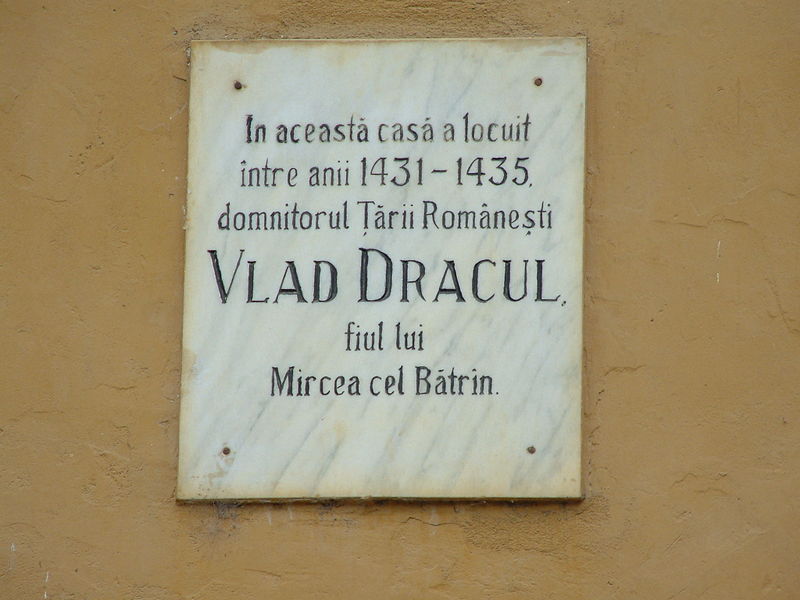 In această casă a locuit
între anii 1431-1435,
domnitorul Țării Românești
VLAD DRACUL,
fiul lui
Mircea cel Bătrîn.